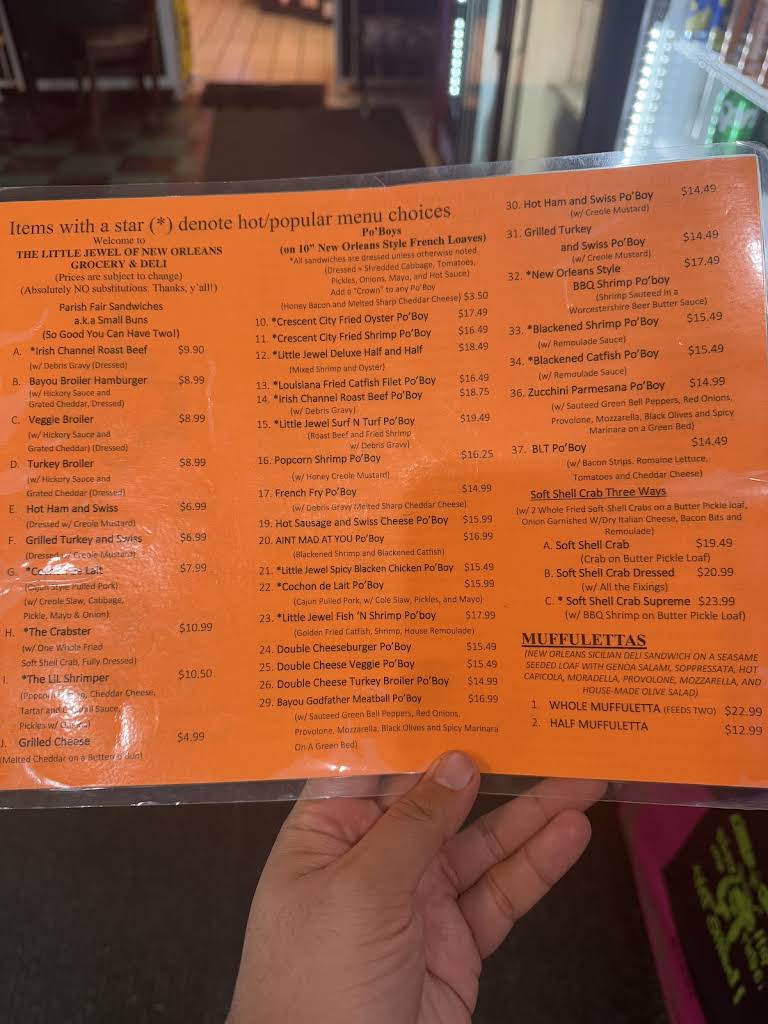 Items with a star (*) denote hot/popular menu choices
Welcome to
THE LITTLE JEWEL OF NEW ORLEANS
GROCERY & DELI
(Prices are subject to change)
(Absolutely NO substitutions. Thanks, y'all!)
Parish Fair Sandwiches
a.k.a Small Buns
(So Good You Can Have Two!)
A. *Irish Channel Roast Beef $9.90
(w/ Debris Gravy (Dressed)
B. Bayou Broiler Hamburger $8.99
(w/ Hickory Sauce and
Grated Cheddar, Dressed)
C. Veggie Broiler $8.99
(w/ Hickory Sauce and
Grated Cheddar) (Dressed)
D. Turkey Broiler $8.99
(w/ Hickory Sauce and
Grated Cheddar (Dressed)
E. Hot Ham and Swiss $6.99
(Dressed w/ Creole Mustard)
F. Grilled Turkey and Swiss $6.99
(Dressed w/ Creole Mustard)
G. *Cochon de Lait $7.99
(Cajun Style Pulled Pork)
(w/ Creole Slaw, Cabbage,
Pickle, Mayo & Onion)
H. *The Crabster $10.99
(w/ One Whole Fried
Soft Shell Crab, Fully Dressed)
I. *The LIL Shrimper $10.50
Cheddar Cheese,
Tartar and Sauce,
Pickles w/
J. Grilled Cheese $4.99
(Melted Cheddar on a Buttered Bun)
Po'Boys
(on 10" New Orleans Style French Loaves)
*All sandwiches are dressed unless otherwise noted
(Dressed = Shredded Cabbage, Tomatoes,
Pickles, Onions, Mayo, and Hot Sauce)
Add a "Crown" to any Po'Boy
(Honey Bacon and Melted Sharp Cheddar Cheese) $3.50
10. *Crescent City Fried Oyster Po'Boy $17.49
11. *Crescent City Fried Shrimp Po'Boy $16.49
12. *Little Jewel Deluxe Half and Half $18.49
(Mixed Shrimp and Oyster)
13. *Louisiana Fried Catfish Filet Po'Boy $16.49
14. *Irish Channel Roast Beef Po'Boy $18.75
(w/ Debris Gravy)
15. *Little Jewel Surf N Turf Po'Boy $19.49
(Roast Beef and Fried Shrimp
w/ Debris Gravy)
16. Popcorn Shrimp Po'Boy $16.25
(w/ Honey Creole Mustard)
17. French Fry Po'Boy $14.99
(w/ Debris Gravy Melted Sharp Cheddar Cheese)
19. Hot Sausage and Swiss Cheese Po'Boy $15.99
20. AINT MAD AT YOU Po'Boy $16.99
(Blackened Shrimp and Blackened Catfish)
21. *Little Jewel Spicy Blacken Chicken Po'Boy $15.49
22. *Cochon de Lait Po'Boy $15.99
(Cajun Pulled Pork, w/ Cole Slaw, Pickles, and Mayo)
23. *Little Jewel Fish 'N Shrimp Po'boy $17.99
(Golden Fried Catfish, Shrimp, House Remoulade)
24. Double Cheeseburger Po'Boy $15.49
25. Double Cheese Veggie Po'Boy $15.49
26. Double Cheese Turkey Broiler Po'Boy $14.99
29. Bayou Godfather Meatball Po'Boy $16.99
(w/ Sauteed Green Bell Peppers, Red Onions,
Provolone, Mozzarella, Black Olives and Spicy Marinara
On A Green Bed)
30. Hot Ham and Swiss Po'Boy $14.49
(w/ Creole Mustard)
31. Grilled Turkey
and Swiss Po'Boy $14.49
(w/ Creole Mustard)
32. *New Orleans Style $17.49
BBQ Shrimp Po'boy
(Shrimp Sauteed in a
Worcestershire Beer Butter Sauce)
33. *Blackened Shrimp Po'Boy $15.49
(w/ Remoulade Sauce)
34. *Blackened Catfish Po'Boy $15.49
(w/ Remoulade Sauce)
36. Zucchini Parmesana Po'Boy $14.99
(w/ Sauteed Green Bell Peppers, Red Onions,
Provolone, Mozzarella, Black Olives and Spicy
Marinara on a Green Bed)
37. BLT Po'Boy $14.49
(w/ Bacon Strips. Romaine Lettuce,
Tomatoes and Cheddar Cheese)
Soft Shell Crab Three Ways
(w/ 2 Whole Fried Soft-Shell Crabs on a Butter Pickle loaf,
Onion Garnished W/Dry Italian Cheese, Bacon Bits and
Remoulade)
A. Soft Shell Crab $19.49
(Crab on Butter Pickle Loaf)
B. Soft Shell Crab Dressed $20.99
(w/ All the Fixings)
C. * Soft Shell Crab Supreme $23.99
(w/ BBQ Shrimp on Butter Pickle Loaf)
MUFFULETTAS
(NEW ORLEANS SICILIAN DELI SANDWICH ON A SEASAME
SEEDED LOAF WITH GENOA SALAMI, SOPPRESSATA, HOT
CAPICOLA, MORADELLA, PROVOLONE, MOZZARELLA, AND
HOUSE-MADE OLIVE SALAD)
1. WHOLE MUFFULETTA (FEEDS TWO) $22.99
2. HALF MUFFULETTA $12.99